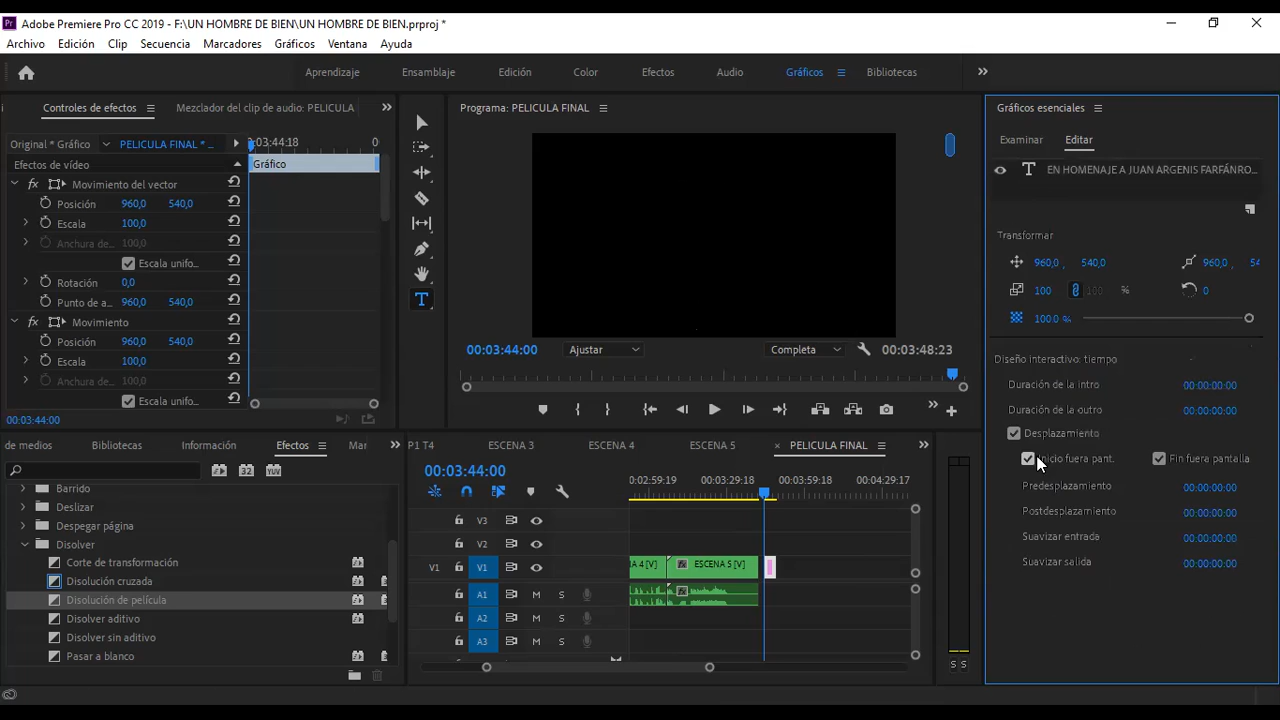 Adobe Premiere Pro CC 2019 - F:\UN HOMBRE DE BIEN\UN HOMBRE DE BIEN.prproj *
Archivo Edición Clip Secuencia Marcadores Gráficos Ventana Ayuda
Aprendizaje Ensamblaje Edición Color Efectos Audio Gráficos Bibliotecas
Controles de efectos Mezclador del clip de audio: PELICULA
Original * Gráfico PELICULA FINAL * ...
:03:44:18 0
Gráfico
Efectos de vídeo
fx Movimiento del vector
Posición 960,0 540,0
Escala 100,0
Anchura de... 100,0
Escala unifo...
Rotación 0,0
Punto de a... 960,0 540,0
fx Movimiento
Posición 960,0 540,0
Escala 100,0
Anchura de... 100,0
Escala unifo...
00:03:44:00
Programa: PELICULA FINAL
00:03:44:00 Ajustar Completa 00:03:48:23
Gráficos esenciales
Examinar Editar
T EN HOMENAJE A JUAN ARGENIS FARFÁNRO...
Transformar
960,0 , 540,0 960,0 , 54
100 100 % 0
100.0 %
Diseño interactivo: tiempo
Duración de la intro 00:00:00:00
Duración de la outro 00:00:00:00
Desplazamiento
Inicio fuera pant. Fin fuera pantalla
Predesplazamiento 00:00:00:00
Postdesplazamiento 00:00:00:00
Suavizar entrada 00:00:00:00
Suavizar salida 00:00:00:00
de medios Bibliotecas Información Efectos Mar
32 YUV
Barrido
Deslizar
Despegar página
Disolver
Corte de transformación
Disolución cruzada
Disolución de película
Disolver aditivo
Disolver sin aditivo
Pasar a blanco
P1 T4 ESCENA 3 ESCENA 4 ESCENA 5 × PELICULA FINAL
00:03:44:00
0:02:59:19 00:03:29:18 00:03:59:18 00:04:29:17
V3
V2
V1 V1 IA 4 [V] fx ESCENA 5 [V]
A1 M S fx
A2 M S
A3 M S
S S